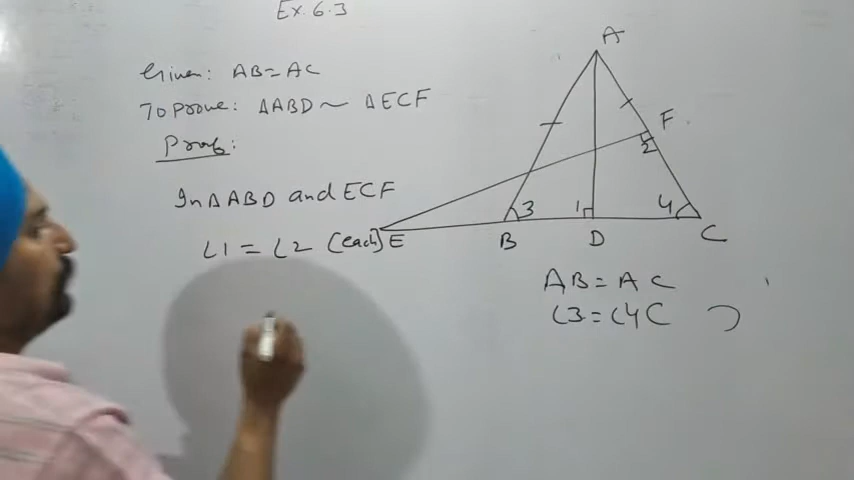 Ex. 6.3
Given: AB = AC
To prove: ΔABD ~ ΔECF
Proof:
In ΔABD and ECF
∠1 = ∠2 (each)
A
F
2
3
1
4
E
B
D
C
AB = AC
∠3 = ∠4 (
)